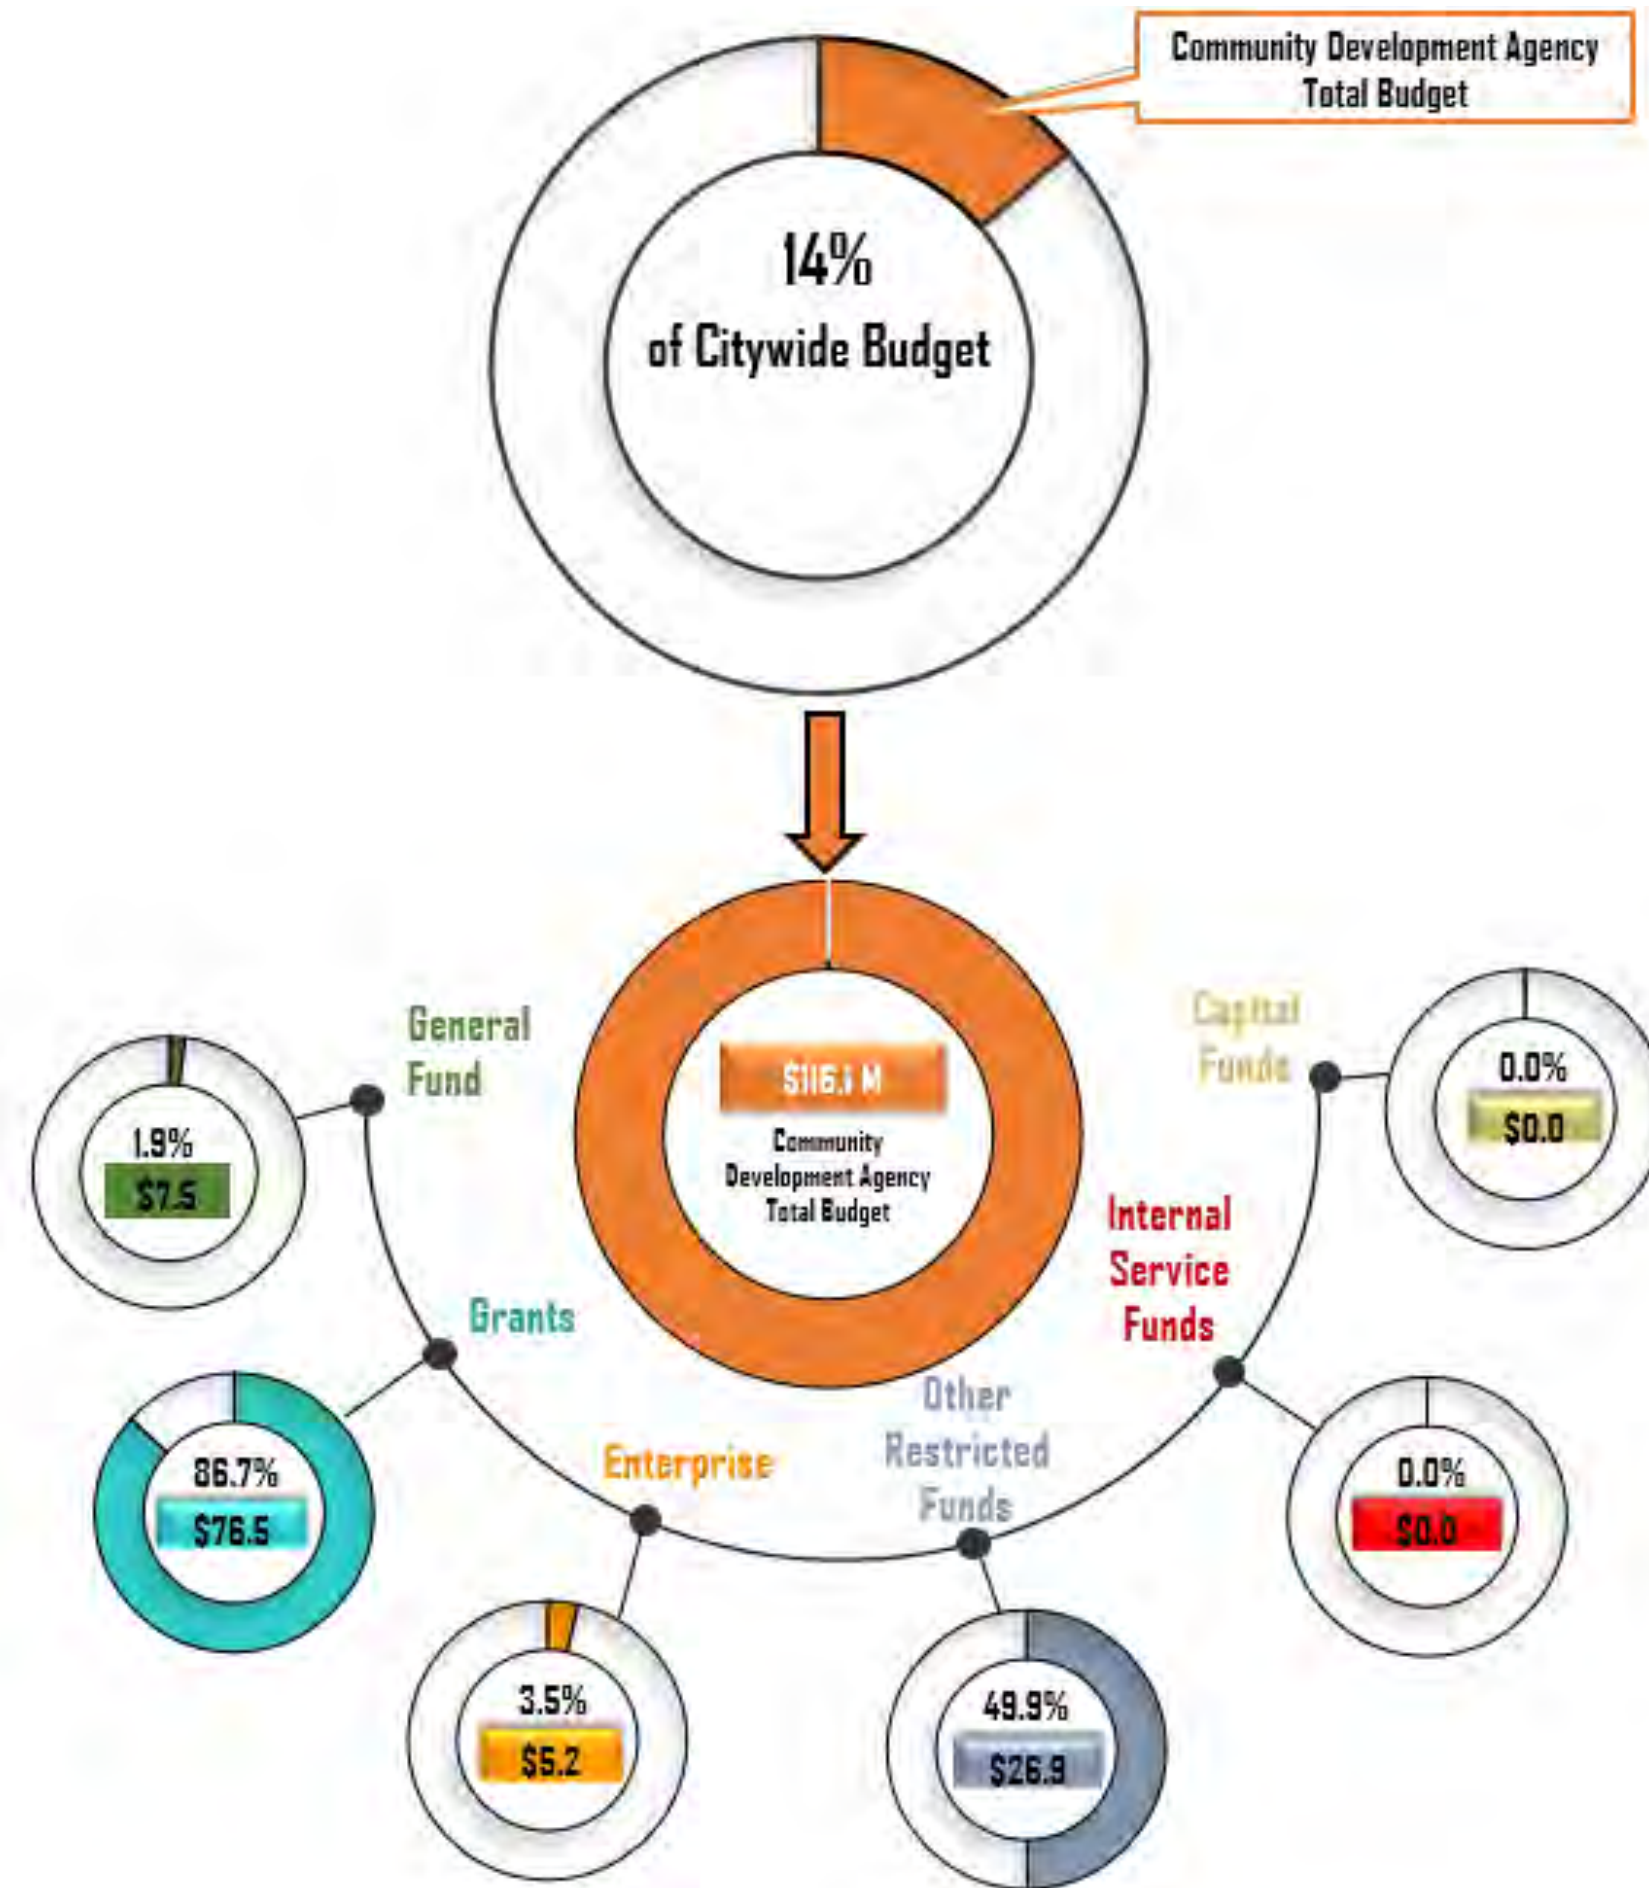 Community Development Agency
Total Budget
14%
of Citywide Budget
$116.1 M
Community
Development Agency
Total Budget
General
Fund
1.9%
$7.5
Grants
86.7%
$76.5
Enterprise
3.5%
$5.2
Other
Restricted
Funds
49.9%
$26.9
Internal
Service
Funds
0.0%
$0.0
Capital
Funds
0.0%
$0.0